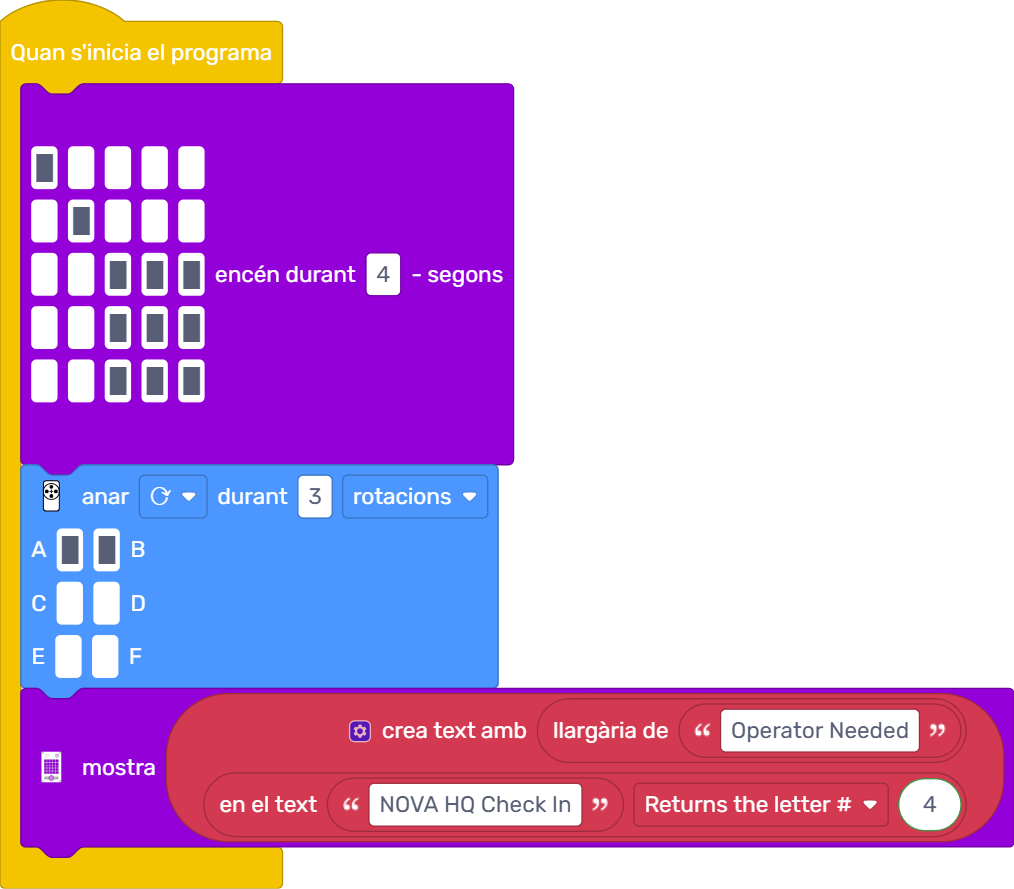 Quan s'inicia el programa
encén durant 4 - segons
anar durant 3 rotacions
A B
C D
E F
crea text amb llargària de “ Operator Needed ”
mostra
en el text “ NOVA HQ Check In ” Returns the letter # 4